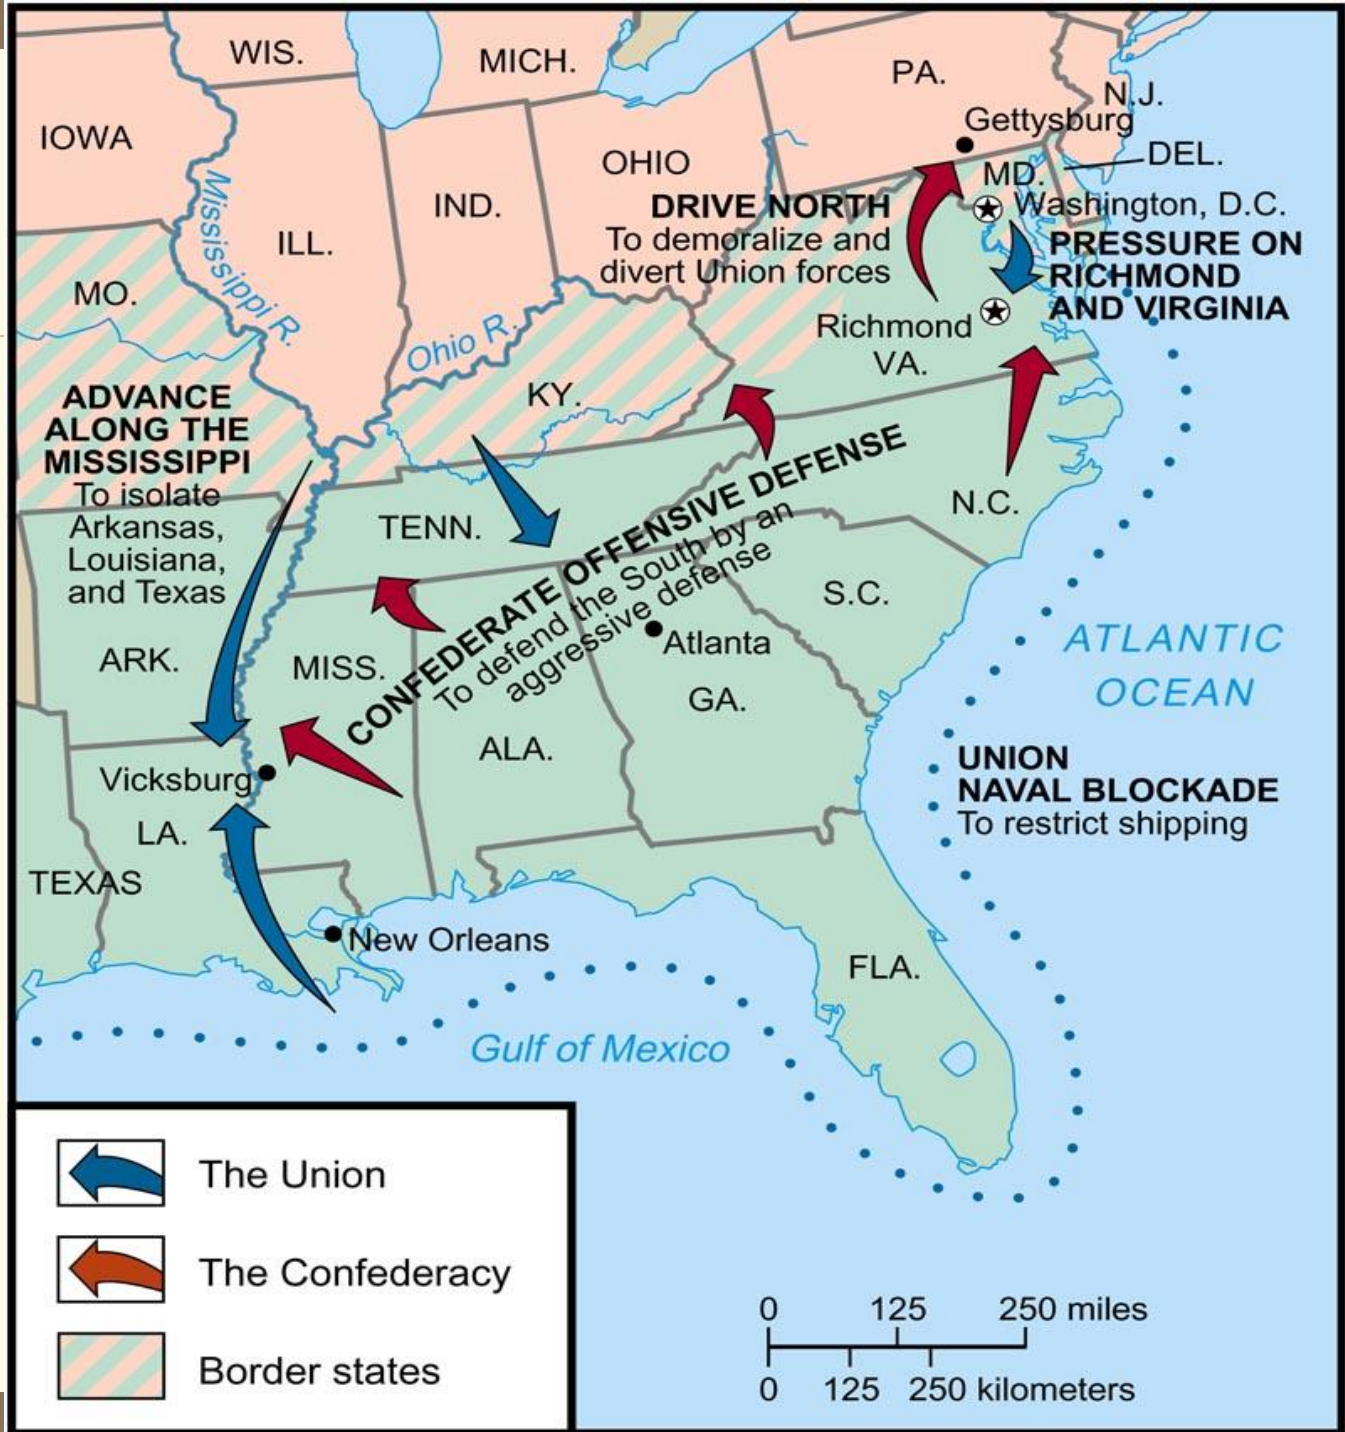 WIS.
MICH.
PA.
N.J.
IOWA
Gettysburg
OHIO
DEL.
MD.
IND.
DRIVE NORTH
To demoralize and
divert Union forces
Washington, D.C.
PRESSURE ON
RICHMOND
AND VIRGINIA
ILL.
Mississippi R.
MO.
Ohio R.
Richmond
VA.
KY.
ADVANCE
ALONG THE
MISSISSIPPI
To isolate
Arkansas,
Louisiana,
and Texas
TENN.
N.C.
CONFEDERATE OFFENSIVE DEFENSE
To defend the South by an
aggressive defense
S.C.
Atlanta
ATLANTIC
OCEAN
ARK.
MISS.
GA.
ALA.
Vicksburg
UNION
NAVAL BLOCKADE
To restrict shipping
LA.
TEXAS
New Orleans
FLA.
Gulf of Mexico
The Union
The Confederacy
Border states
0 125 250 miles
0 125 250 kilometers